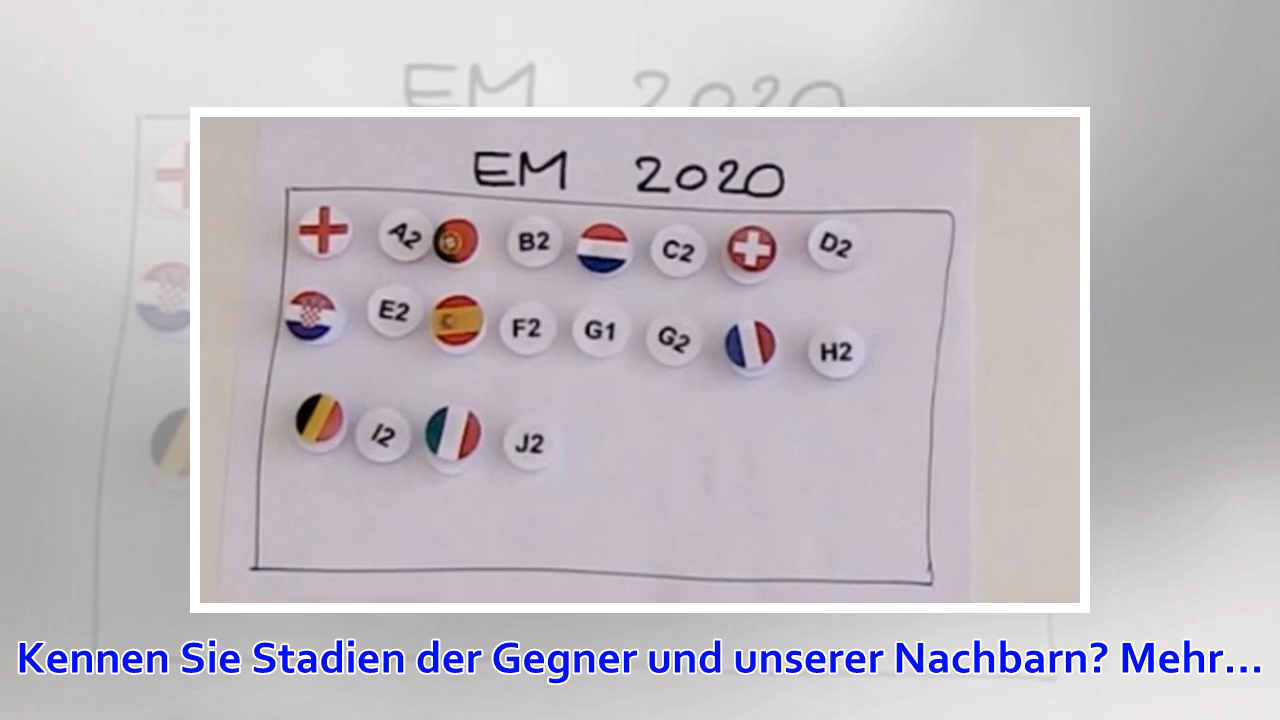 EM 2020
A2 B2 C2 D2
E2 F2 G1 G2 H2
I2 J2
Kennen Sie Stadien der Gegner und unserer Nachbarn? Mehr...